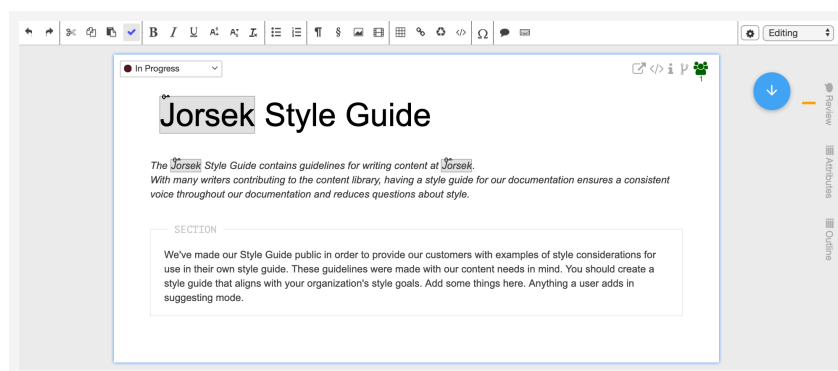 B I U A A I ¶ § </> Ω
Editing
In Progress
</> i
1
Jorsek Style Guide
The Jorsek Style Guide contains guidelines for writing content at Jorsek.
With many writers contributing to the content library, having a style guide for our documentation ensures a consistent
voice throughout our documentation and reduces questions about style.
SECTION
We've made our Style Guide public in order to provide our customers with examples of style considerations for
use in their own style guide. These guidelines were made with our content needs in mind. You should create a
style guide that aligns with your organization's style goals. Add some things here. Anything a user adds in
suggesting mode.
Review
Attributes
Outline